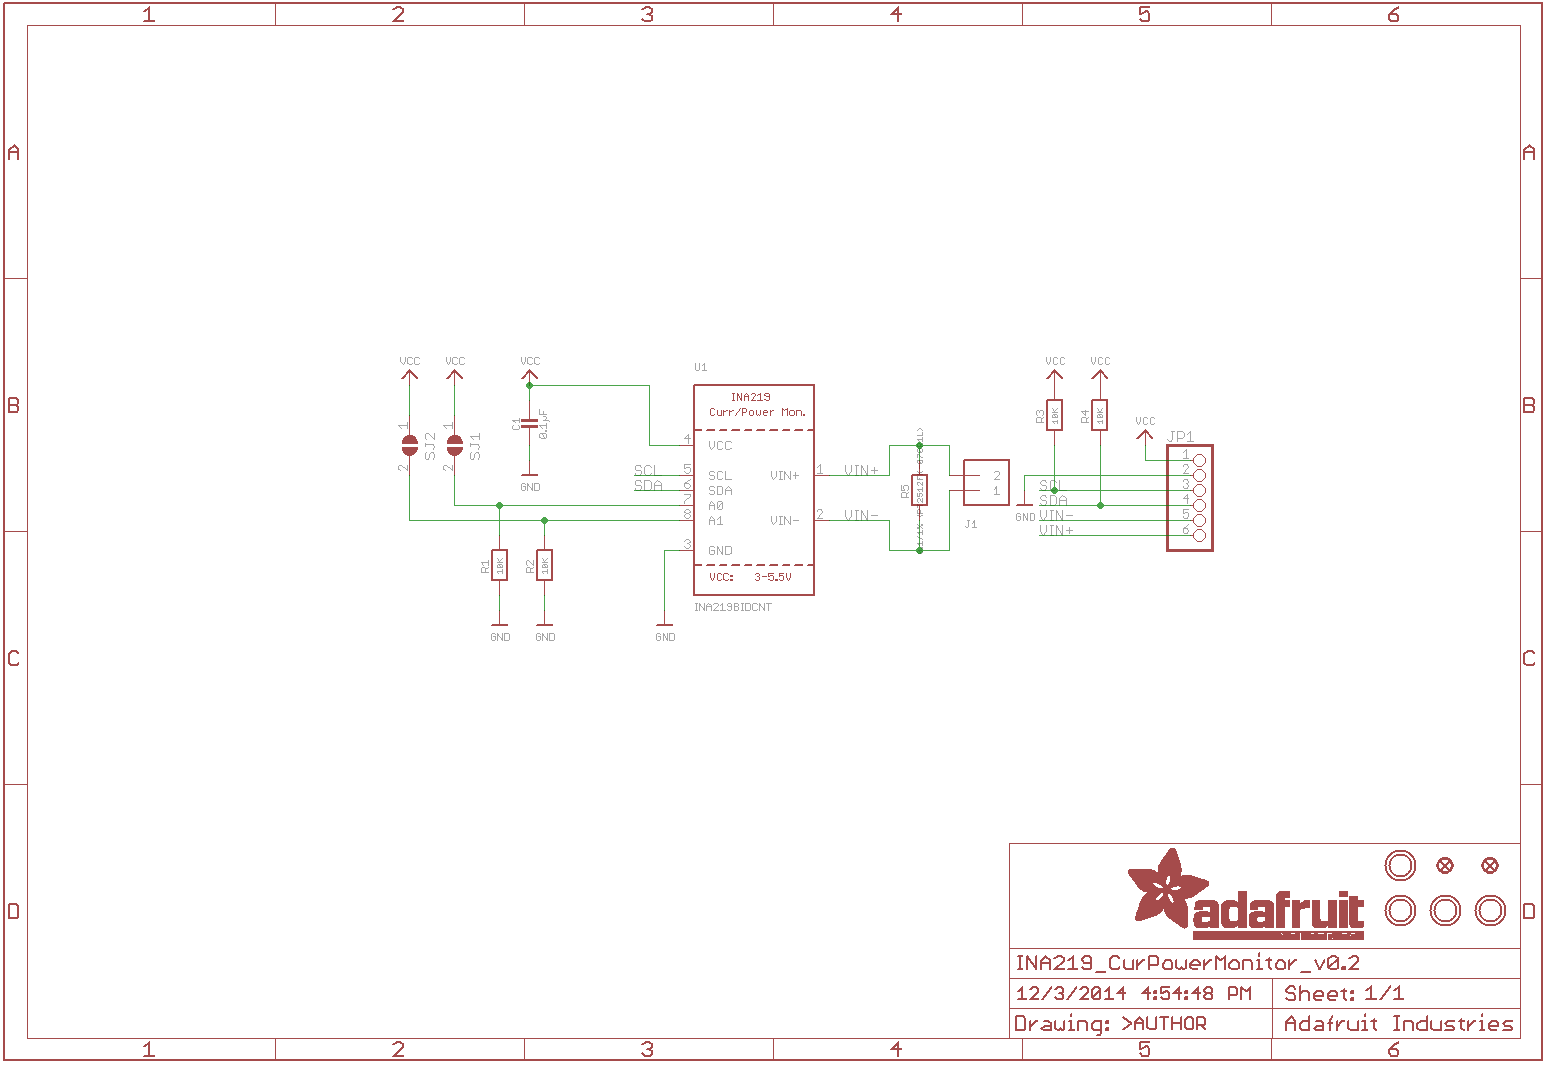 1 2 3 4 5 6
A A
B B
C C
D D
VCC VCC VCC
1 1
SJ2 SJ1
2 2
C1 0.1µF
GND
R1 10K R2 10K
GND GND
SCL
SDA
GND
U1
INA219
Curr/Power Mon.
4 VCC
5 SCL VIN+ 1 VIN+
6 SDA
7 A0
8 A1 VIN- 2 VIN-
3 GND
VCC: 3-5.5V
INA219BIDCNT
R5
2
1
J1
VCC VCC
R3 10K R4 10K
VCC
JP1
1
2
SCL 3
SDA 4
GND VIN- 5
VIN+ 6
adafruit
INA219_CurPowerMonitor_v0.2
12/3/2014 4:54:48 PM Sheet: 1/1
Drawing: >AUTHOR Adafruit Industries
1 2 3 4 5 6